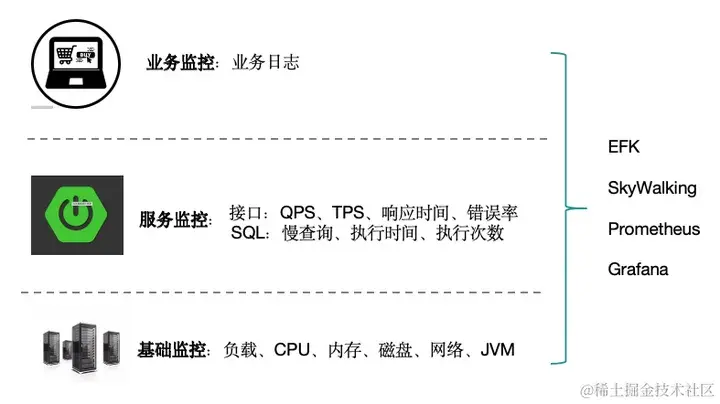 业务监控：业务日志
EFK
SkyWalking
服务监控：接口：QPS、TPS、响应时间、错误率
SQL：慢查询、执行时间、执行次数
Prometheus
Grafana
基础监控：负载、CPU、内存、磁盘、网络、JVM
@稀土掘金技术社区